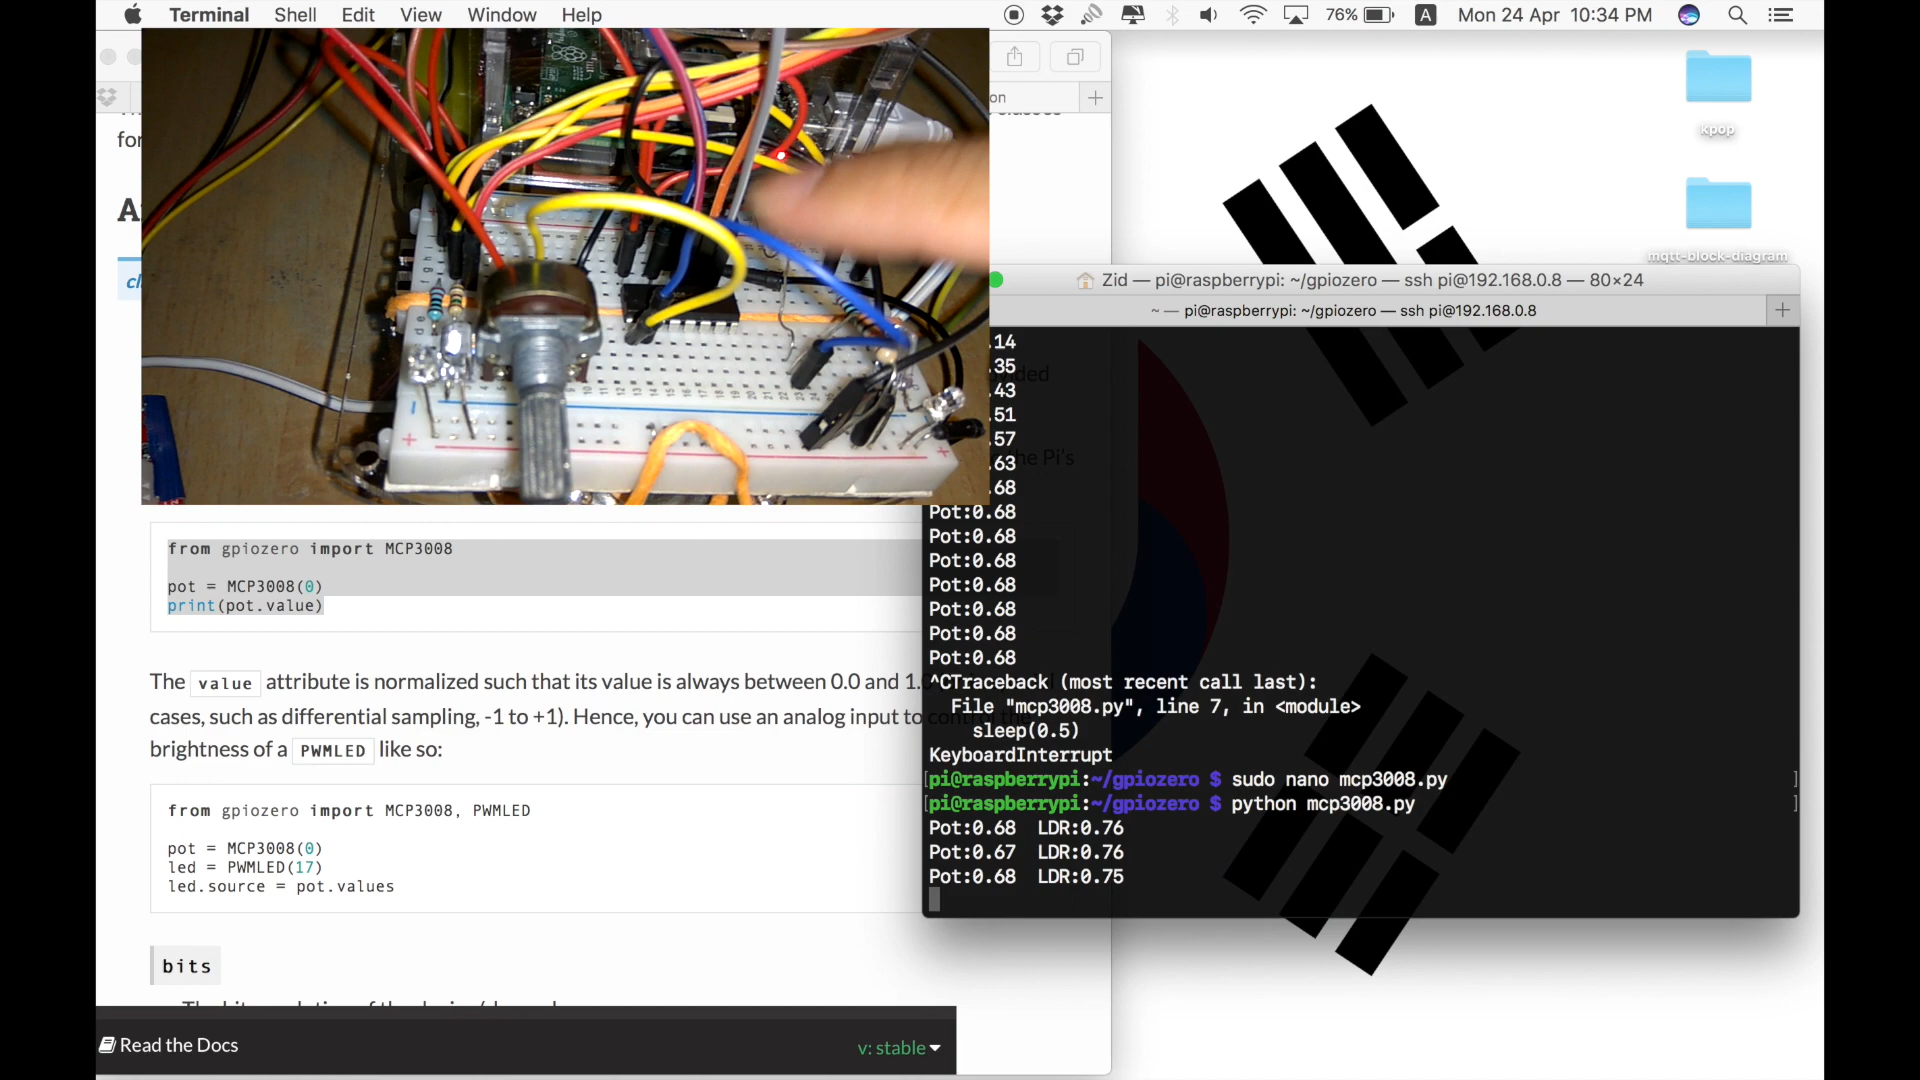 Terminal Shell Edit View Window Help 76% A Mon 24 Apr 10:34 PM
on
for
A
kpop
mqtt-block-diagram
Zid — pi@raspberrypi: ~/gpiozero — ssh pi@192.168.0.8 — 80×24
~ — pi@raspberrypi: ~/gpiozero — ssh pi@192.168.0.8
.14
.35
.43
.51
.57
.63
.68
Pot:0.68
Pot:0.68
Pot:0.68
Pot:0.68
Pot:0.68
Pot:0.68
Pot:0.68
^CTraceback (most recent call last):
File "mcp3008.py", line 7, in <module>
sleep(0.5)
KeyboardInterrupt
[pi@raspberrypi:~/gpiozero $ sudo nano mcp3008.py ]
[pi@raspberrypi:~/gpiozero $ python mcp3008.py ]
Pot:0.68 LDR:0.76
Pot:0.67 LDR:0.76
Pot:0.68 LDR:0.75
the Pi's
from gpiozero import MCP3008
pot = MCP3008(0)
print(pot.value)
The value attribute is normalized such that its value is always between 0.0 and 1.0
cases, such as differential sampling, -1 to +1). Hence, you can use an analog input to control the
brightness of a PWMLED like so:
from gpiozero import MCP3008, PWMLED
pot = MCP3008(0)
led = PWMLED(17)
led.source = pot.values
bits
Read the Docs
v: stable